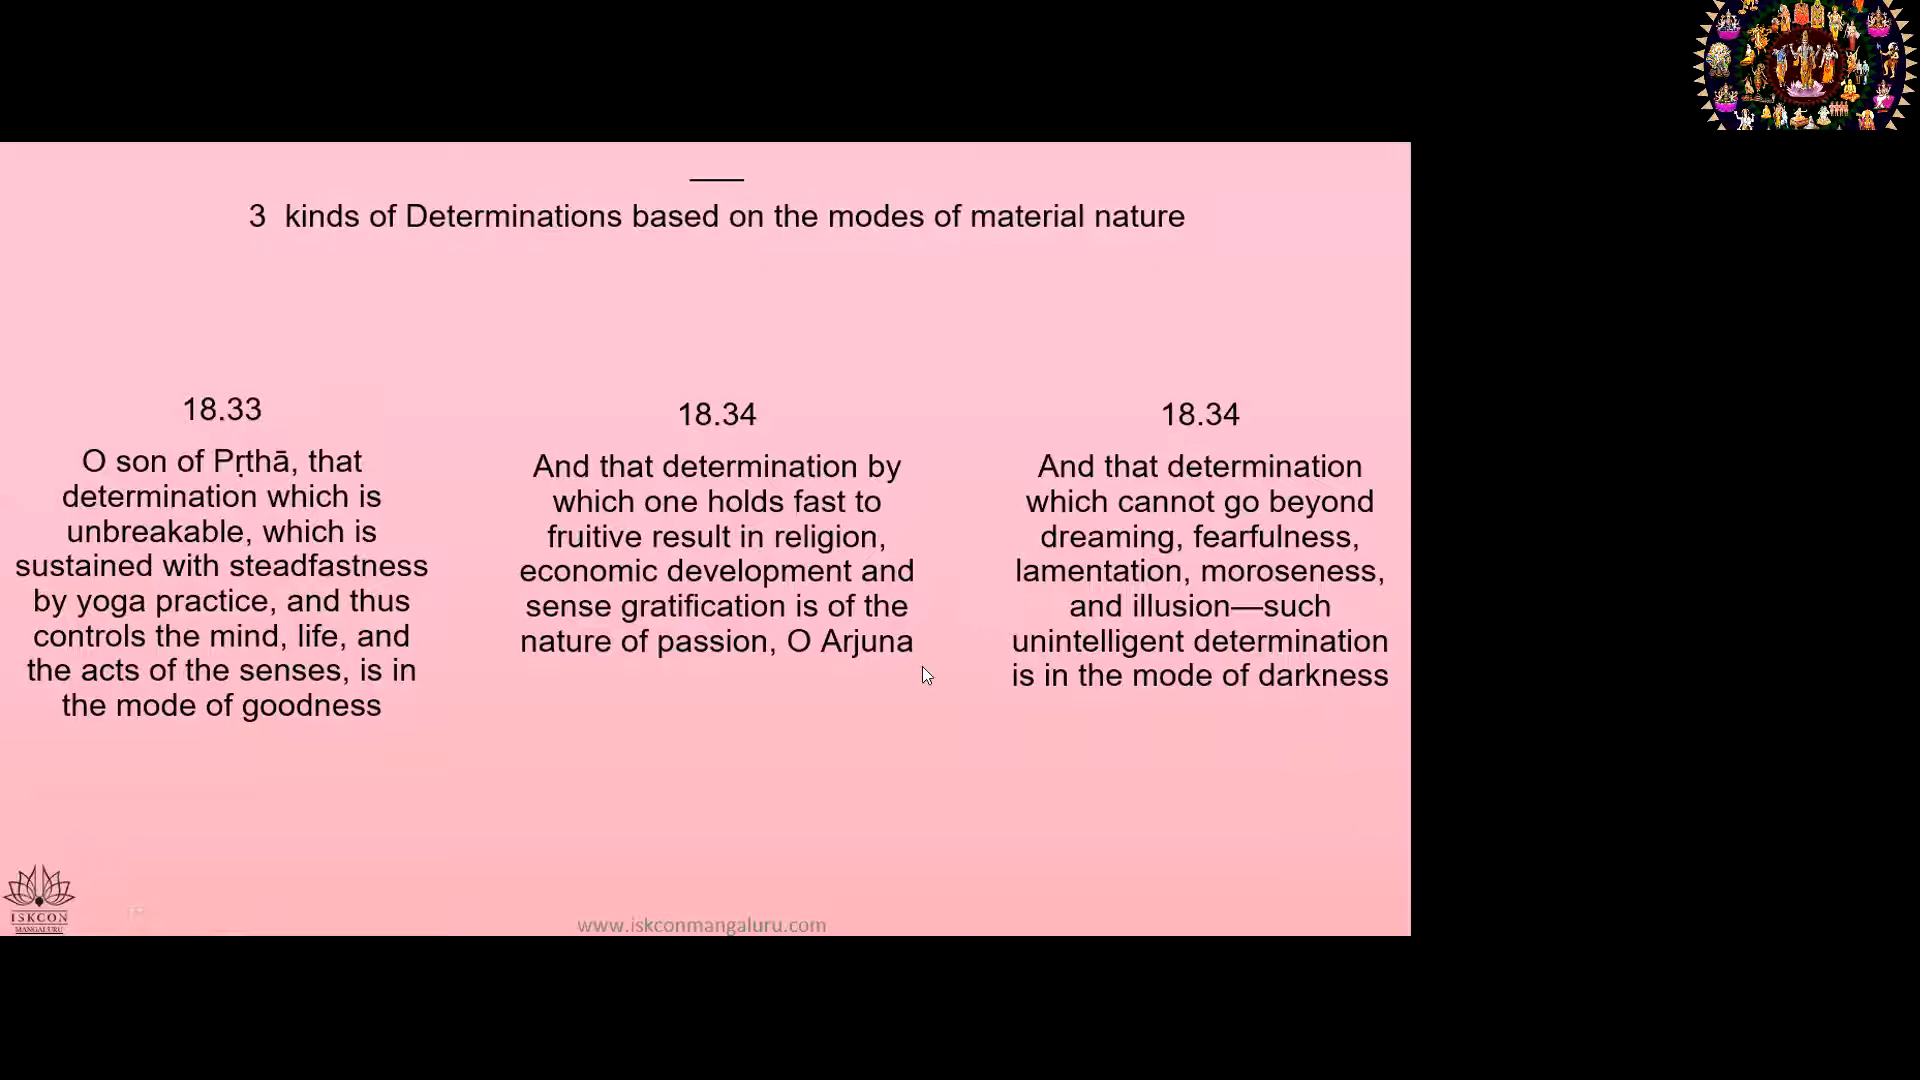 3 kinds of Determinations based on the modes of material nature
18.33
O son of Pṛthā, that
determination which is
unbreakable, which is
sustained with steadfastness
by yoga practice, and thus
controls the mind, life, and
the acts of the senses, is in
the mode of goodness
18.34
And that determination by
which one holds fast to
fruitive result in religion,
economic development and
sense gratification is of the
nature of passion, O Arjuna
18.34
And that determination
which cannot go beyond
dreaming, fearfulness,
lamentation, moroseness,
and illusion—such
unintelligent determination
is in the mode of darkness
ISKCON
MANGALURU
www.iskconmangaluru.com